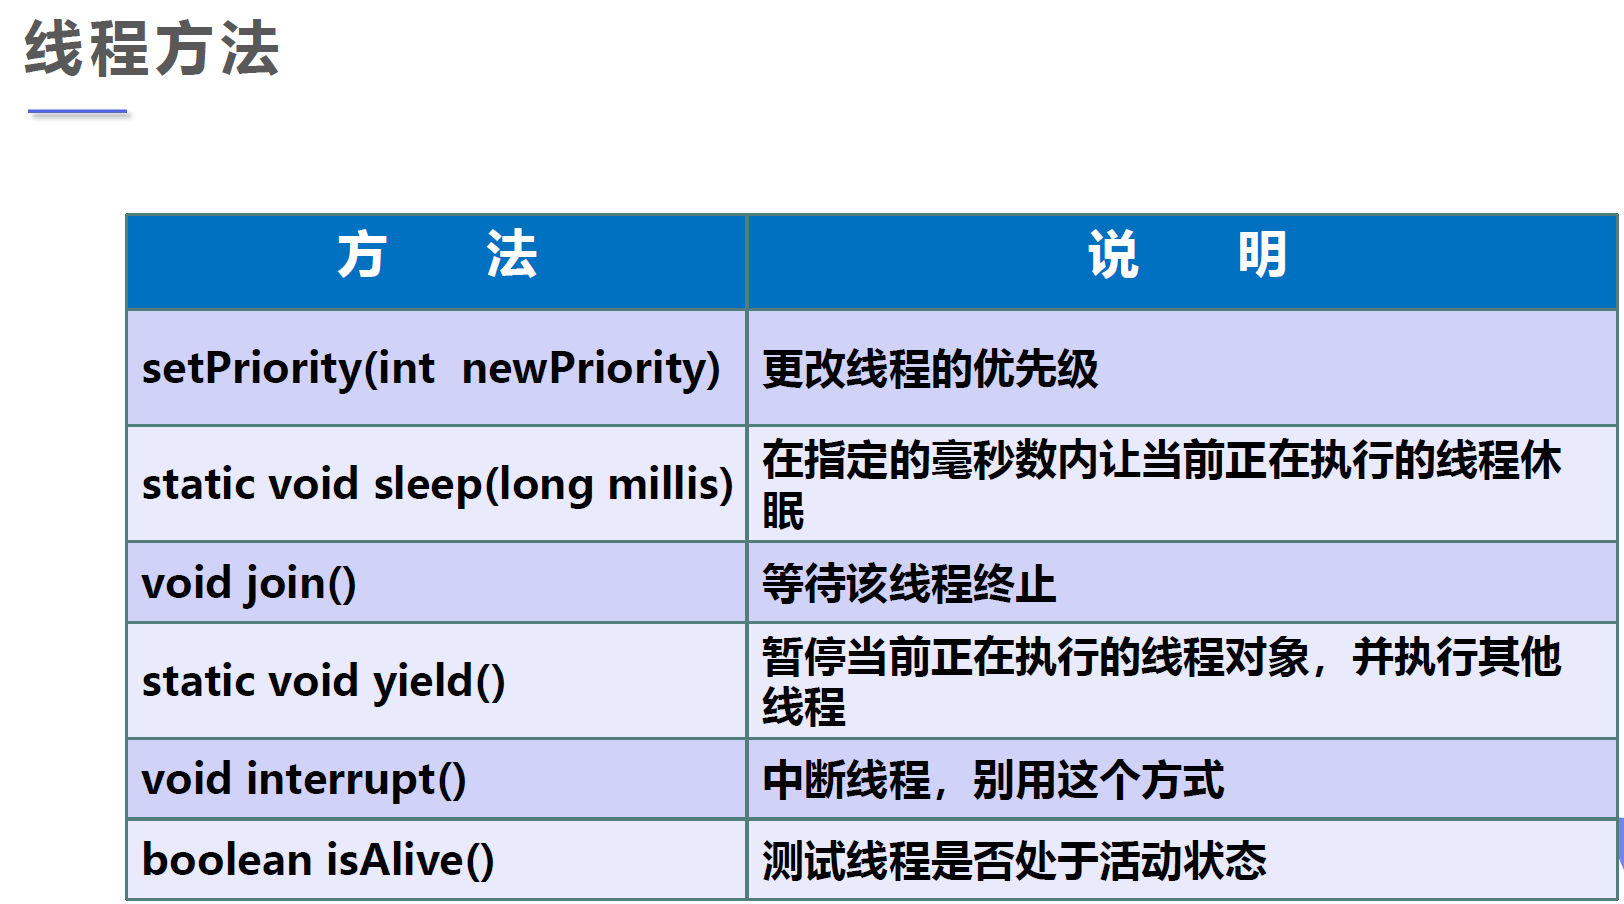 线程方法
方 法
说 明
setPriority(int newPriority)
更改线程的优先级
static void sleep(long millis)
在指定的毫秒数内让当前正在执行的线程休
眠
void join()
等待该线程终止
static void yield()
暂停当前正在执行的线程对象，并执行其他
线程
void interrupt()
中断线程，别用这个方式
boolean isAlive()
测试线程是否处于活动状态